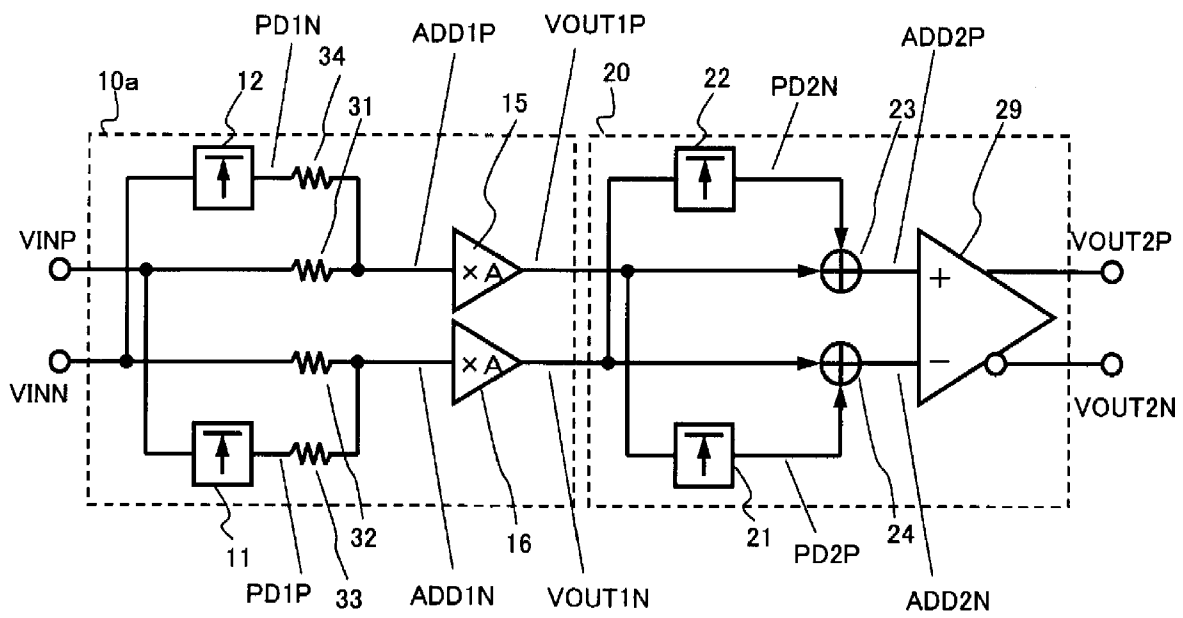 PD1N
ADD1P
VOUT1P
ADD2P
10a
12
34
31
15
20
22
PD2N
23
29
VINP
×A
+
VOUT2P
VINN
×A
−
VOUT2N
11
PD1P
33
32
ADD1N
16
VOUT1N
21
PD2P
24
ADD2N